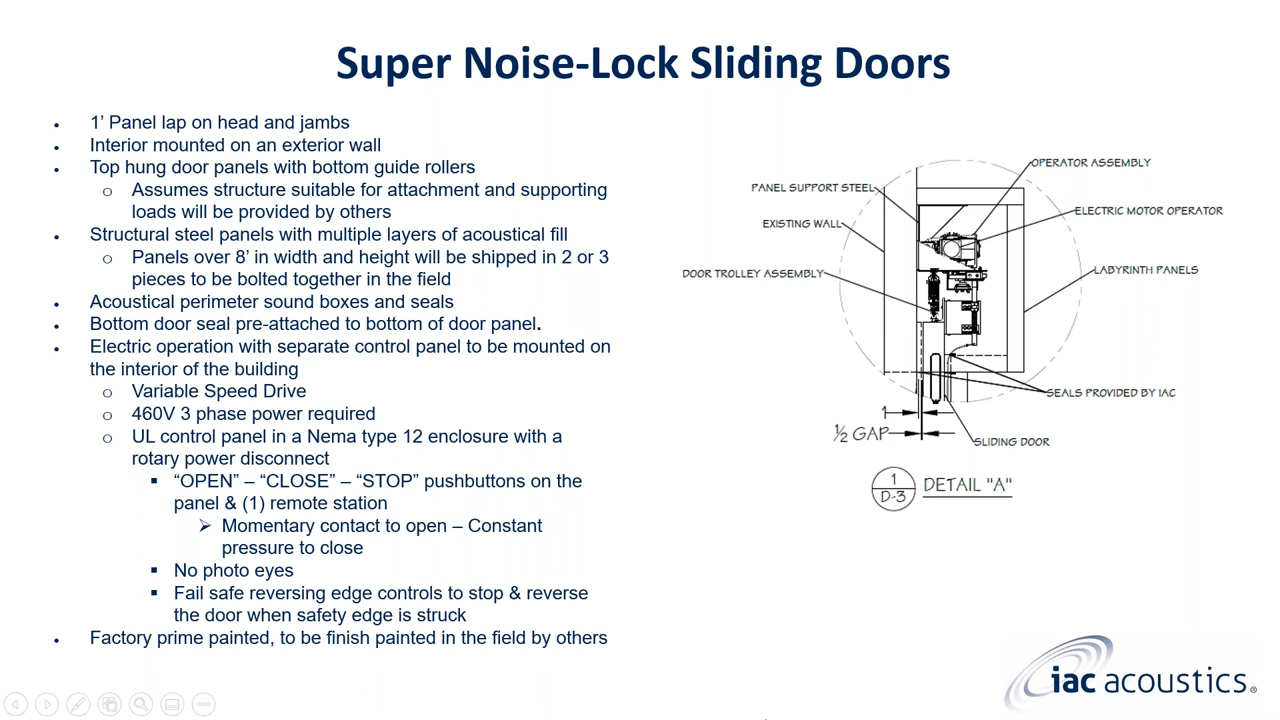 Super Noise-Lock Sliding Doors
• 1’ Panel lap on head and jambs
• Interior mounted on an exterior wall
• Top hung door panels with bottom guide rollers
o Assumes structure suitable for attachment and supporting
loads will be provided by others
• Structural steel panels with multiple layers of acoustical fill
o Panels over 8’ in width and height will be shipped in 2 or 3
pieces to be bolted together in the field
• Acoustical perimeter sound boxes and seals
• Bottom door seal pre-attached to bottom of door panel.
• Electric operation with separate control panel to be mounted on
the interior of the building
o Variable Speed Drive
o 460V 3 phase power required
o UL control panel in a Nema type 12 enclosure with a
rotary power disconnect
▪ “OPEN” – “CLOSE” – “STOP” pushbuttons on the
panel & (1) remote station
➢ Momentary contact to open – Constant
pressure to close
▪ No photo eyes
▪ Fail safe reversing edge controls to stop & reverse
the door when safety edge is struck
• Factory prime painted, to be finish painted in the field by others
OPERATOR ASSEMBLY
PANEL SUPPORT STEEL
ELECTRIC MOTOR OPERATOR
EXISTING WALL
LABYRINTH PANELS
DOOR TROLLEY ASSEMBLY
SEALS PROVIDED BY IAC
1
½ GAP
SLIDING DOOR
1
D-3
DETAIL "A"
iac acoustics®